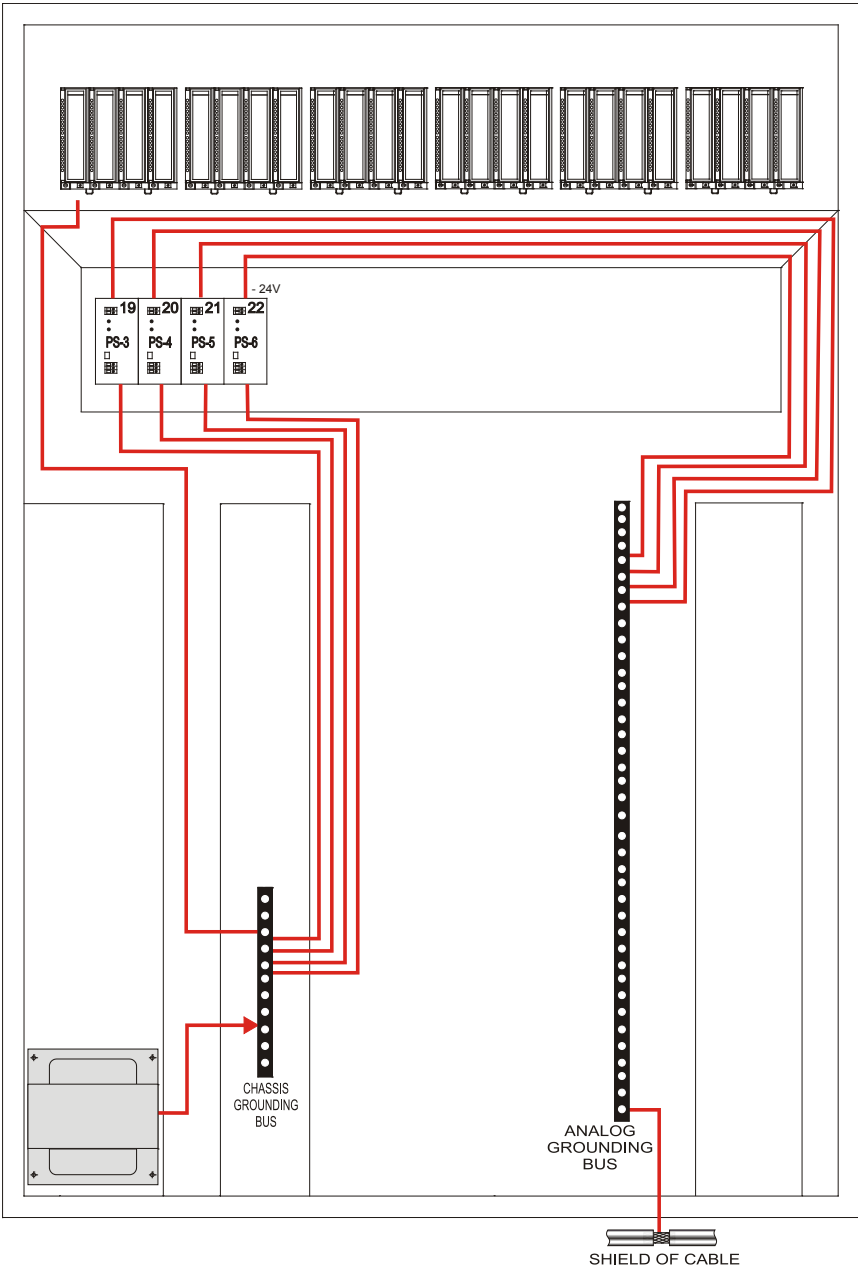 - 24V
19 20 21 22
PS-3 PS-4 PS-5 PS-6
CHASSIS
GROUNDING
BUS
ANALOG
GROUNDING
BUS
SHIELD OF CABLE